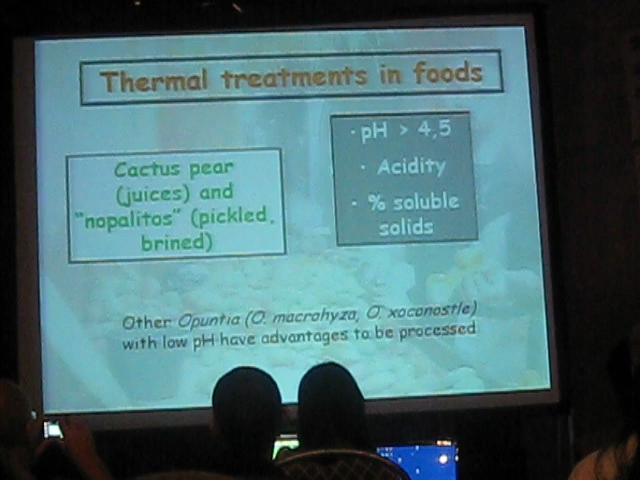 Thermal treatments in foods
Cactus pear
(juices) and
"nopalitos" (pickled,
brined)
· pH > 4,5
· Acidity
· % soluble
solids
Other Opuntia (O. macrohyza, O. xoconostle)
with low pH have advantages to be processed